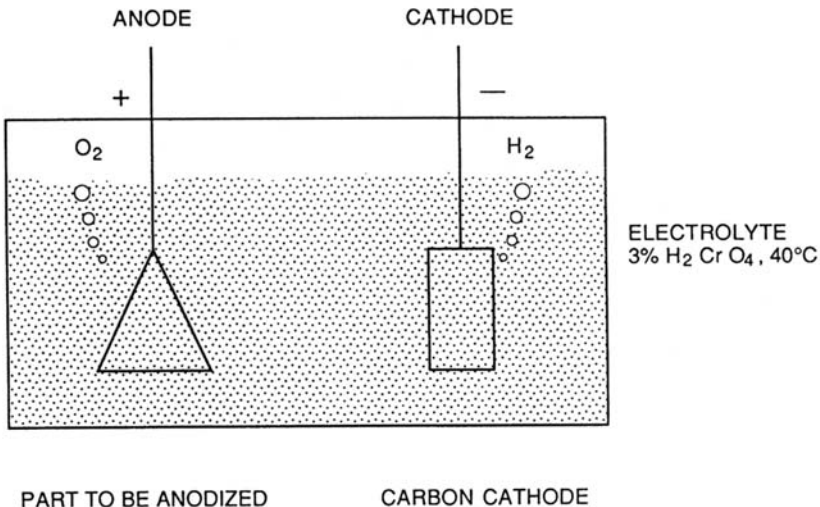 ANODE
CATHODE
+
—
O₂
H₂
ELECTROLYTE
3% H₂ Cr O₄, 40°C
PART TO BE ANODIZED
CARBON CATHODE